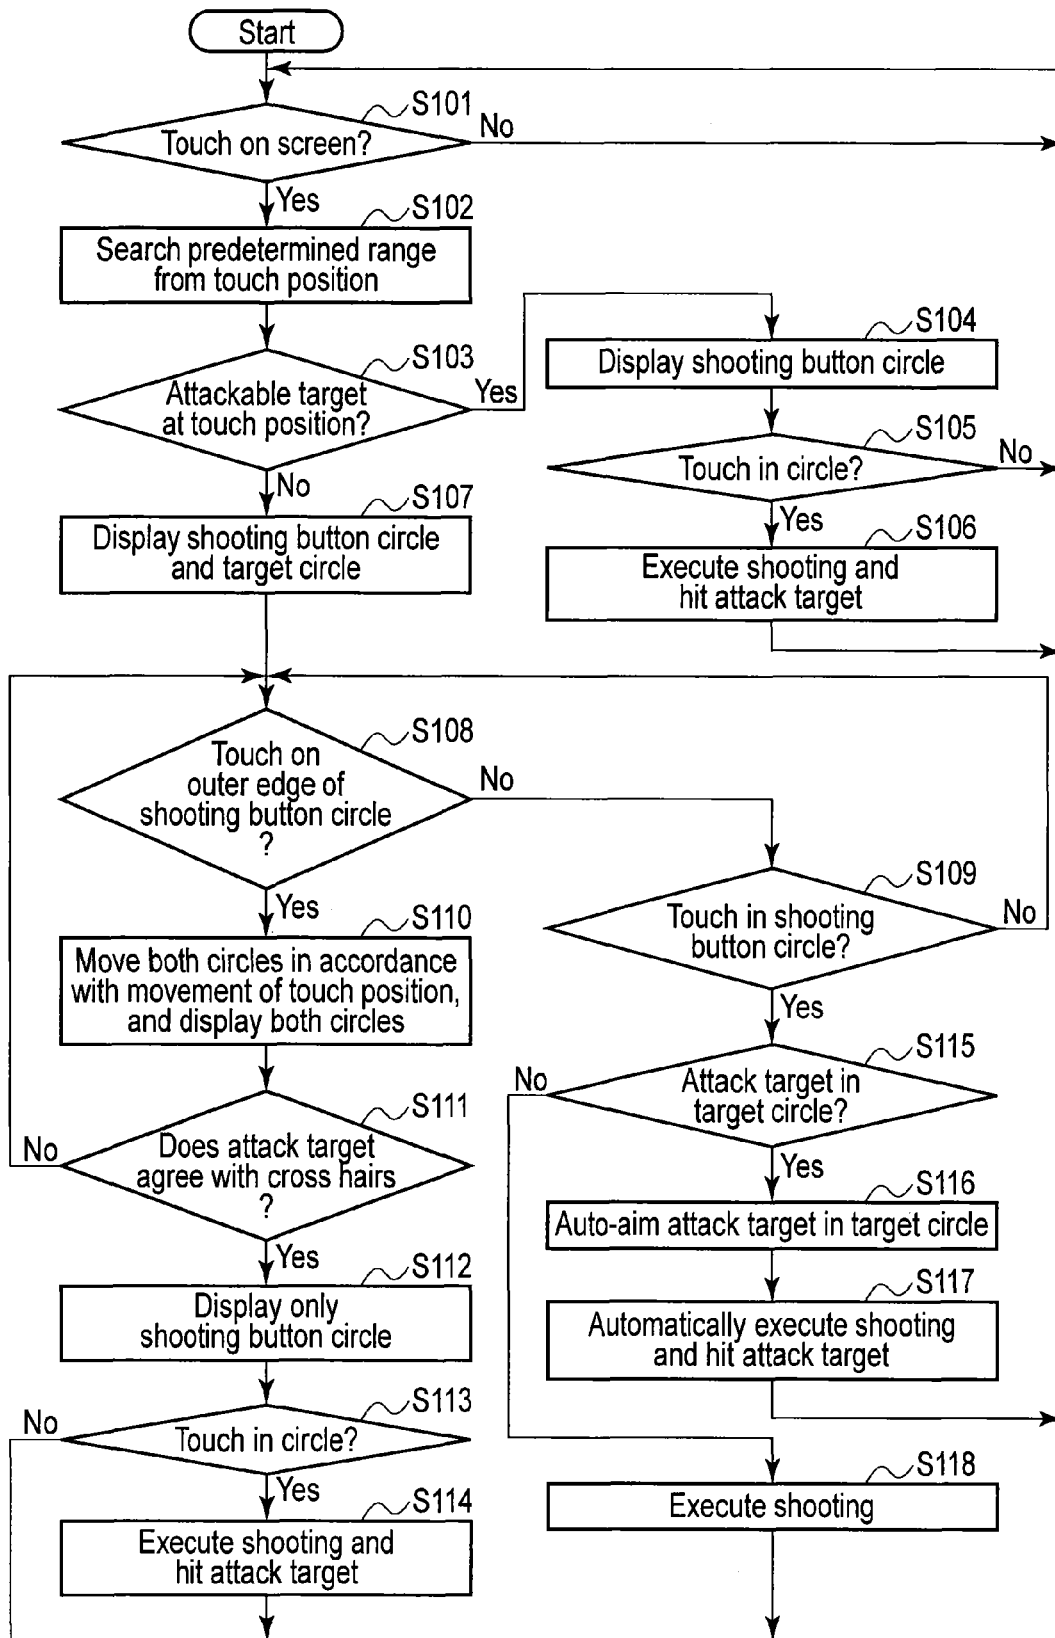 Start
S101
Touch on screen?
No
Yes
S102
Search predetermined range
from touch position
S103
Attackable target
at touch position?
Yes
No
S104
Display shooting button circle
S105
Touch in circle?
No
Yes
S106
Execute shooting and
hit attack target
S107
Display shooting button circle
and target circle
S108
Touch on
outer edge of
shooting button circle
?
No
Yes
S109
Touch in shooting
button circle?
No
Yes
S110
Move both circles in accordance
with movement of touch position,
and display both circles
S111
Does attack target
agree with cross hairs
?
No
Yes
S112
Display only
shooting button circle
S113
Touch in circle?
No
Yes
S114
Execute shooting and
hit attack target
S115
Attack target in
target circle?
No
Yes
S116
Auto-aim attack target in target circle
S117
Automatically execute shooting
and hit attack target
S118
Execute shooting